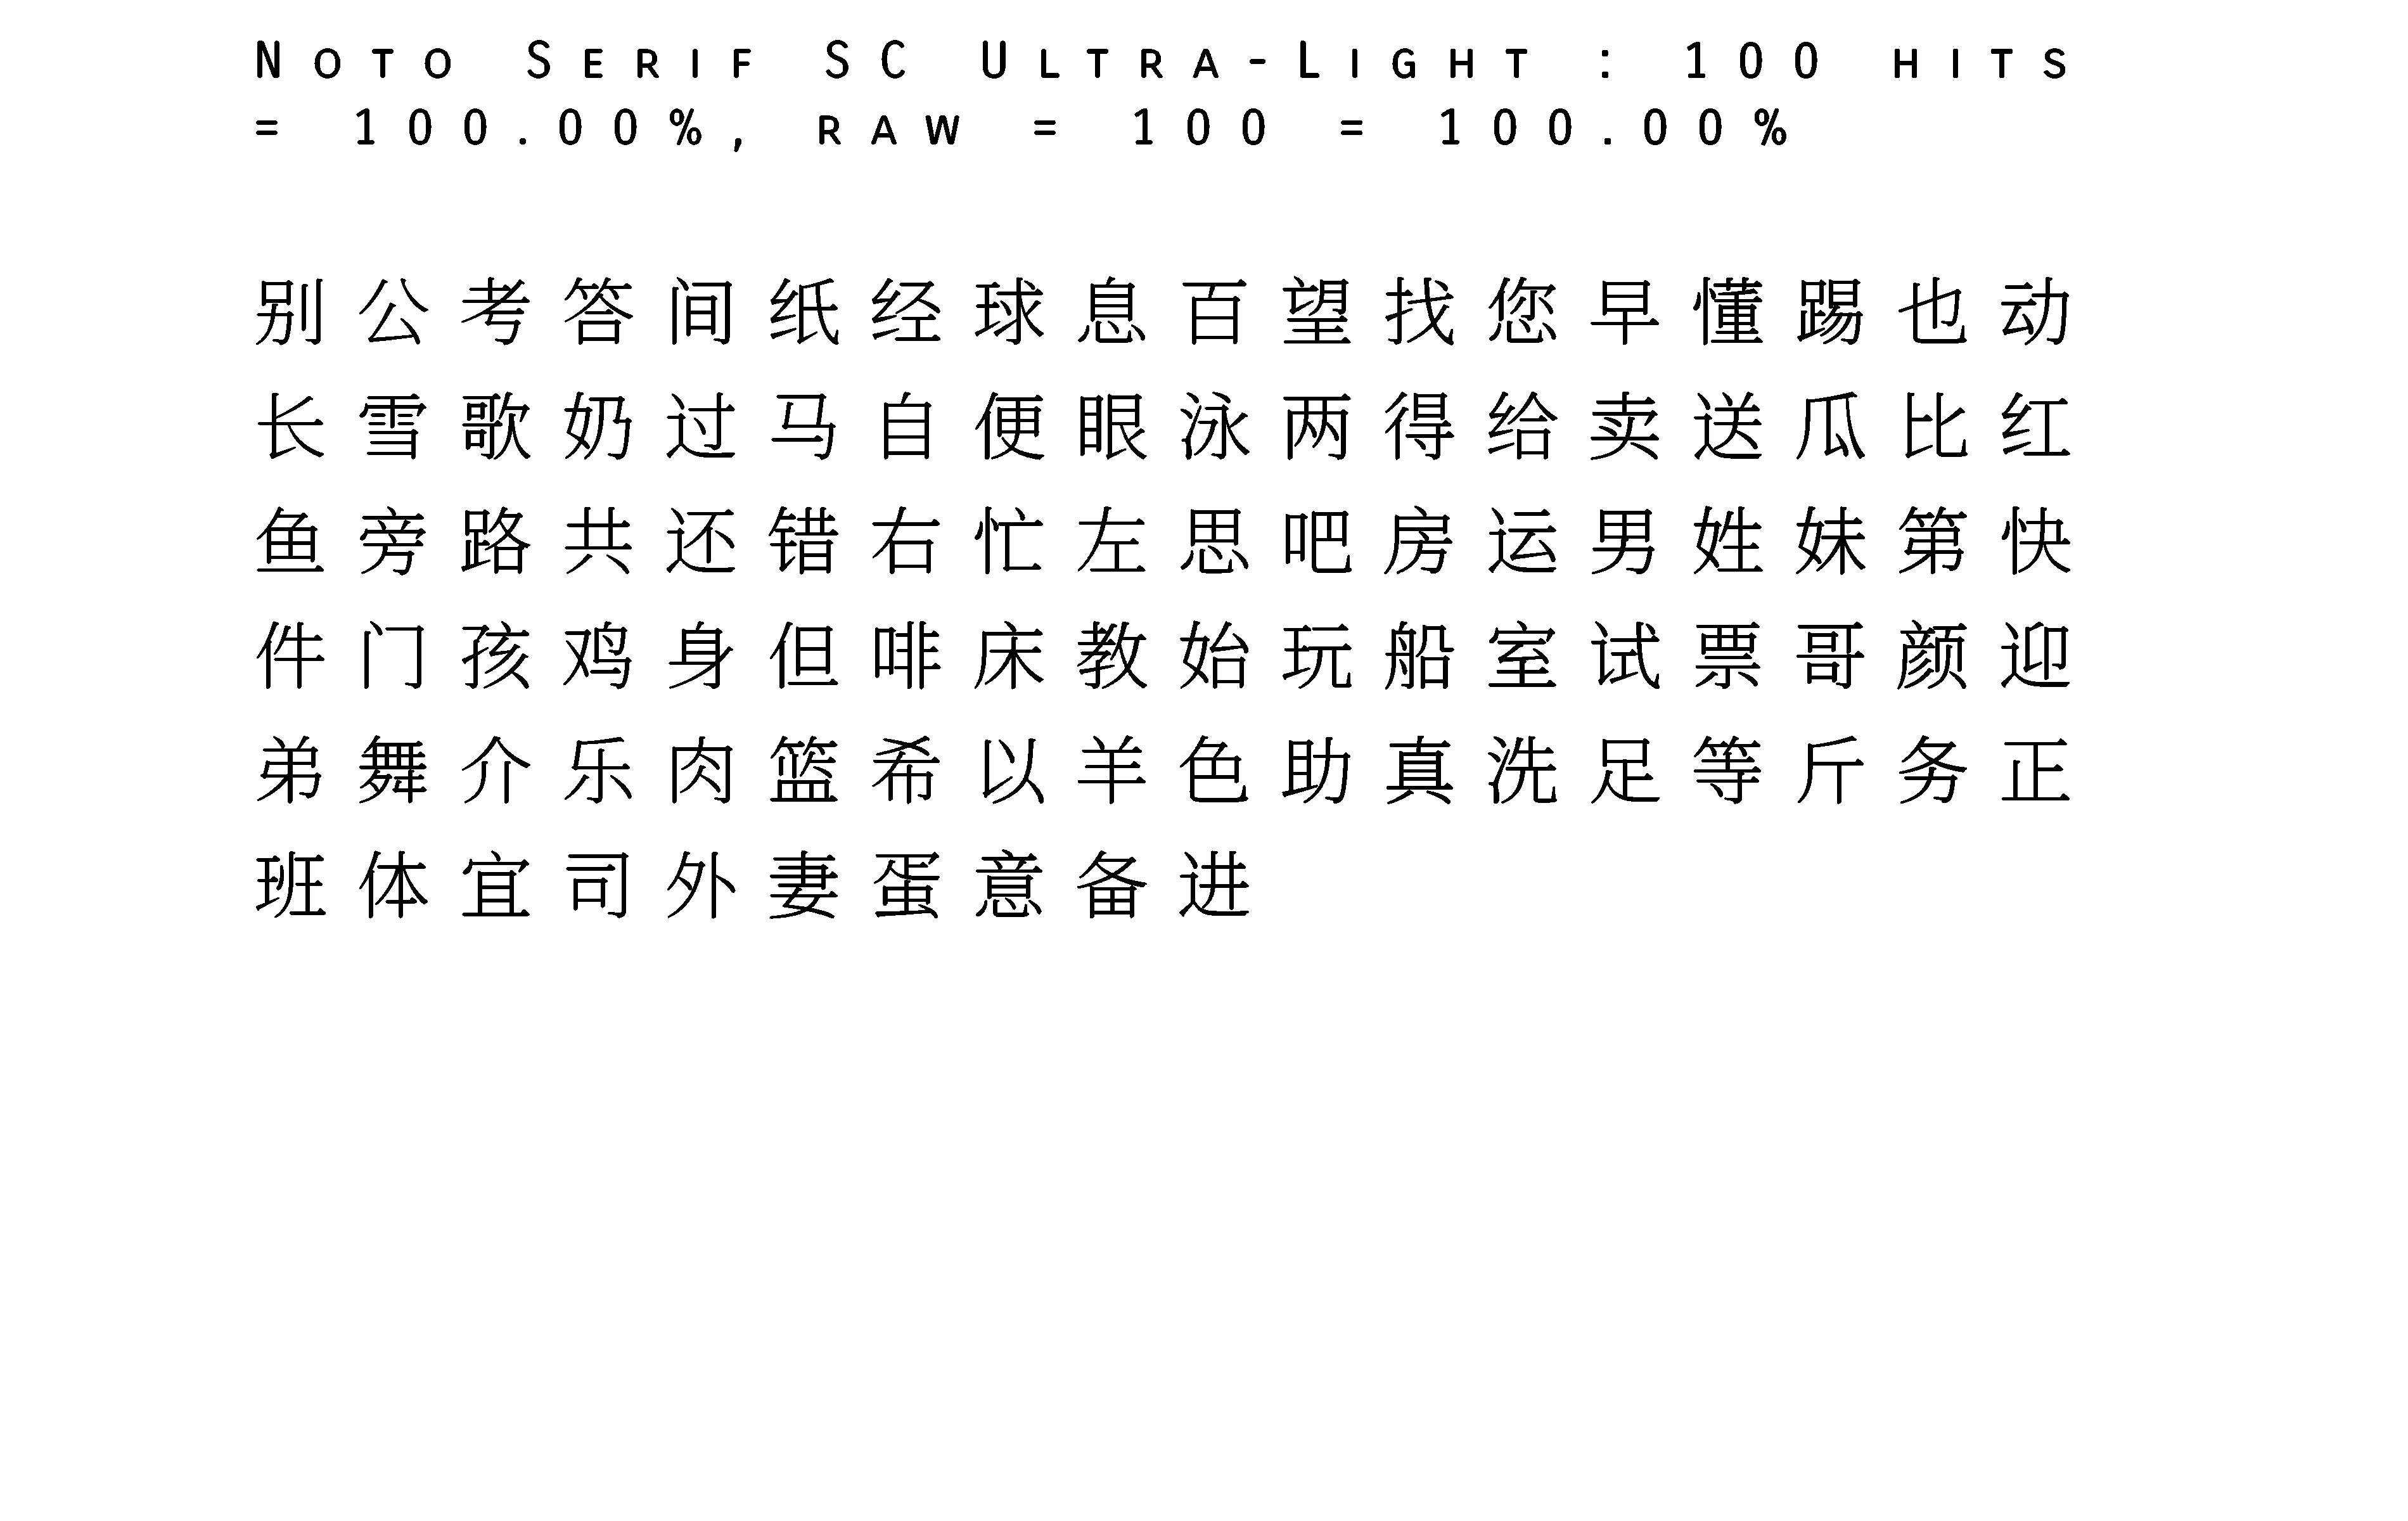 Noto Serif SC Ultra-Light : 100 hits
= 100.00%, raw = 100 = 100.00%
别公考答间纸经球息百望找您早懂踢也动
长雪歌奶过马自便眼泳两得给卖送瓜比红
鱼旁路共还错右忙左思吧房运男姓妹第快
件门孩鸡身但啡床教始玩船室试票哥颜迎
弟舞介乐肉篮希以羊色助真洗足等斤务正
班体宜司外妻蛋意备进